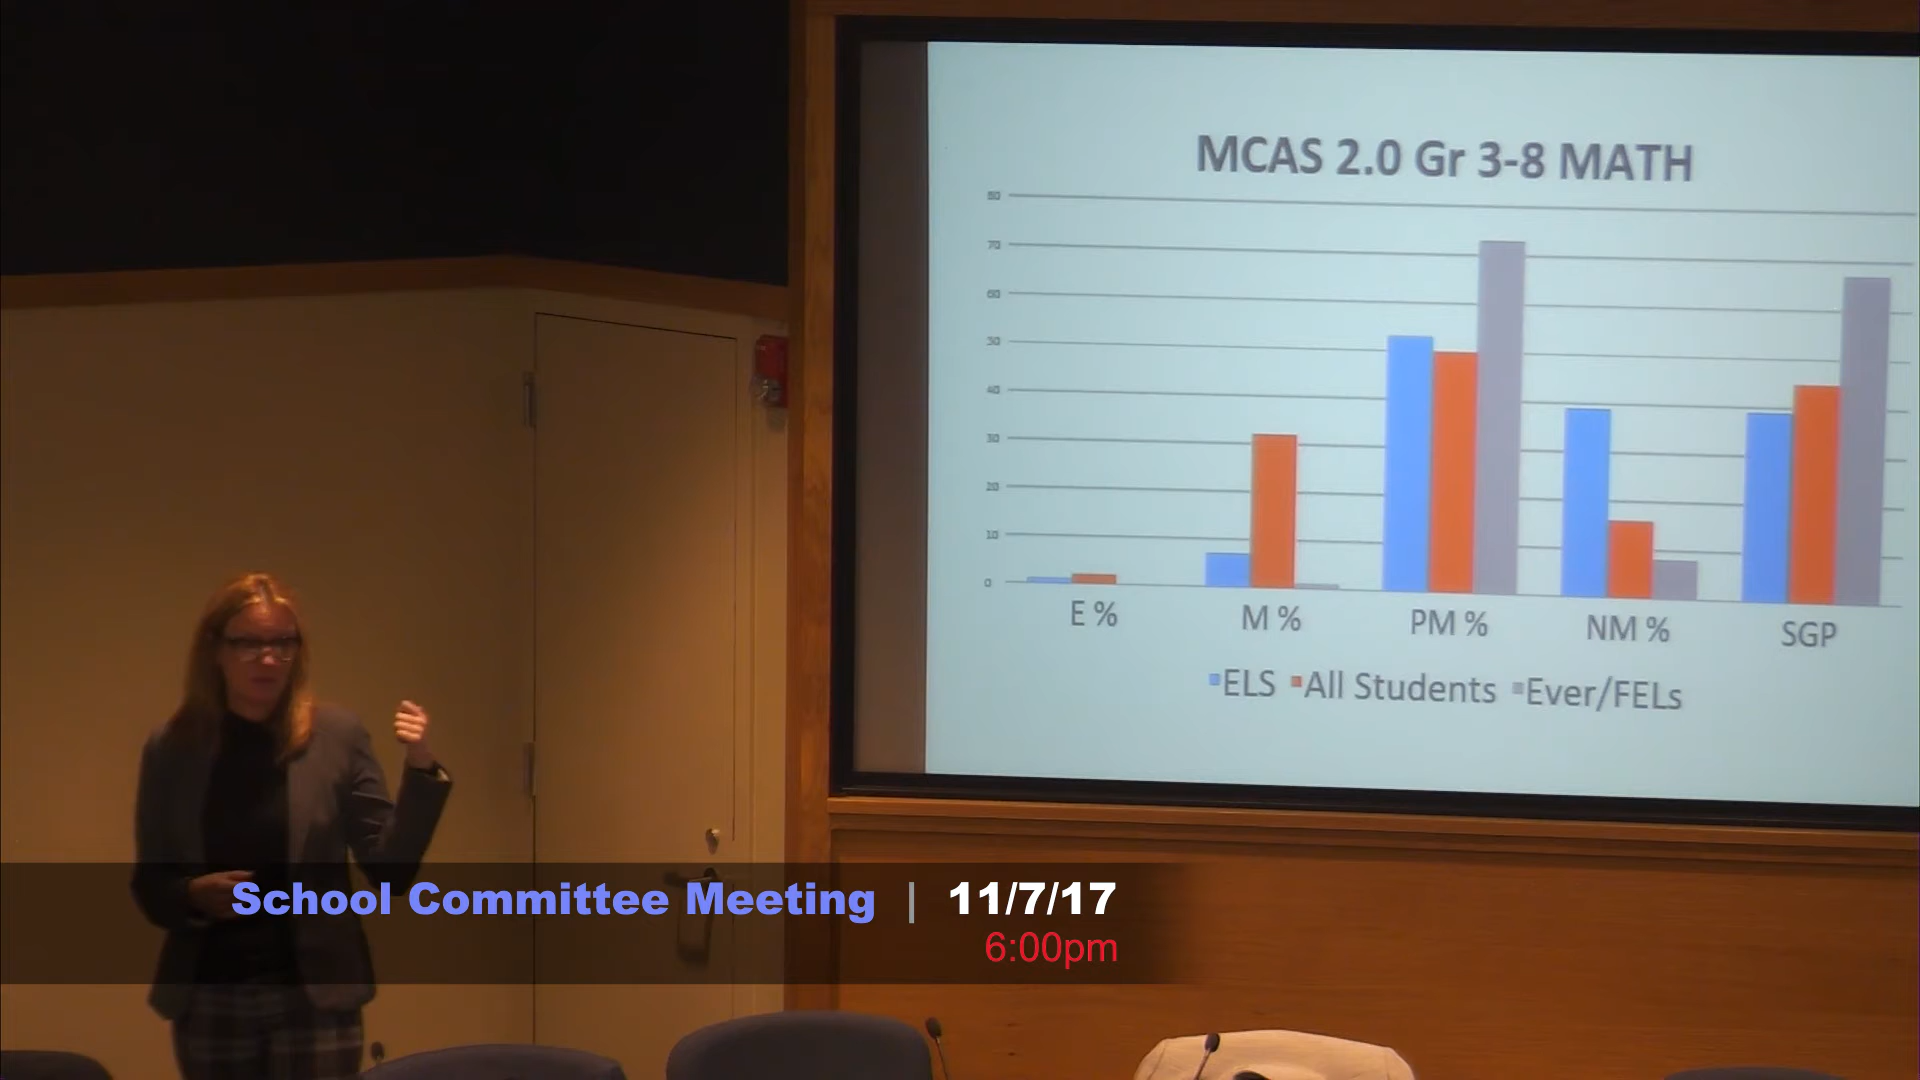 MCAS 2.0 Gr 3-8 MATH
80
70
60
50
40
30
20
10
0
E % M % PM % NM % SGP
ELS All Students Ever/FELs
School Committee Meeting | 11/7/17
6:00pm